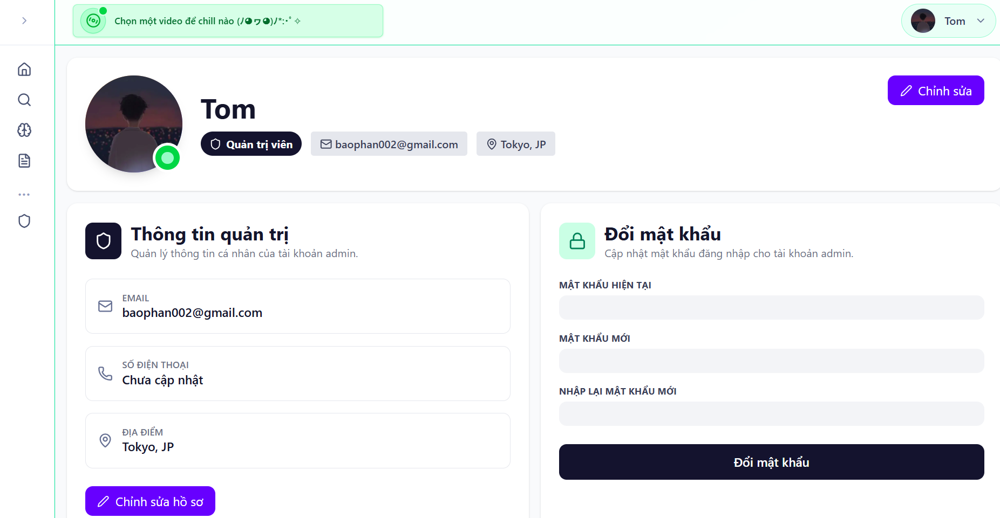 Chọn một video để chill nào (ﾉ◕ヮ◕)ﾉ*:･ﾟ✧
Tom
Tom
Chỉnh sửa
Quản trị viên
baophan002@gmail.com
Tokyo, JP
Thông tin quản trị
Quản lý thông tin cá nhân của tài khoản admin.
EMAIL
baophan002@gmail.com
SỐ ĐIỆN THOẠI
Chưa cập nhật
ĐỊA ĐIỂM
Tokyo, JP
Chỉnh sửa hồ sơ
Đổi mật khẩu
Cập nhật mật khẩu đăng nhập cho tài khoản admin.
MẬT KHẨU HIỆN TẠI
MẬT KHẨU MỚI
NHẬP LẠI MẬT KHẨU MỚI
Đổi mật khẩu